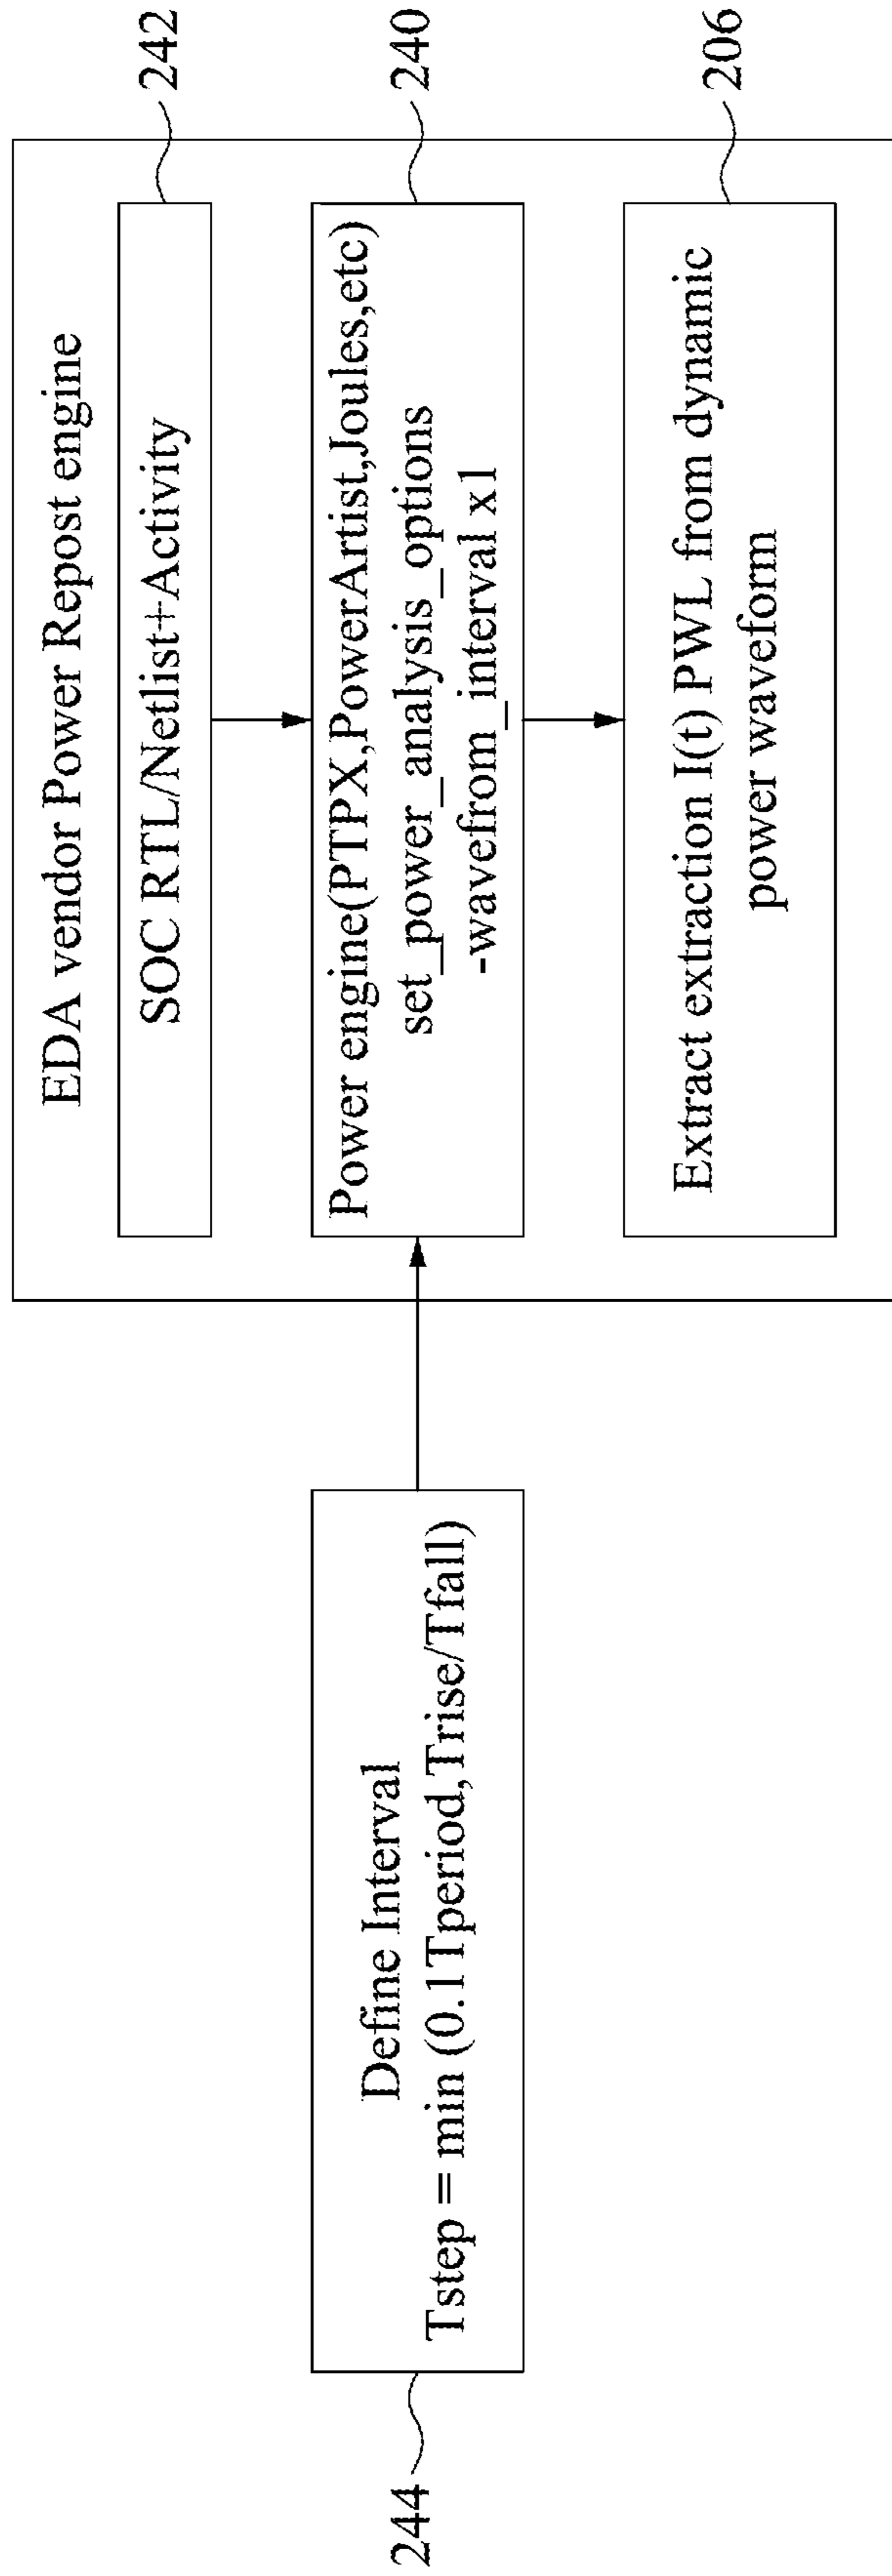 EDA vendor Power Repost engine
SOC RTL/Netlist+Activity
242
Power engine(PTPX,PowerArtist,Joules,etc)
set_power_analysis_options
-wavefrom_interval x1
240
Extract extraction I(t) PWL from dynamic
power waveform
206
244
Define Interval
Tstep = min (0.1Tperiod,Trise/Tfall)